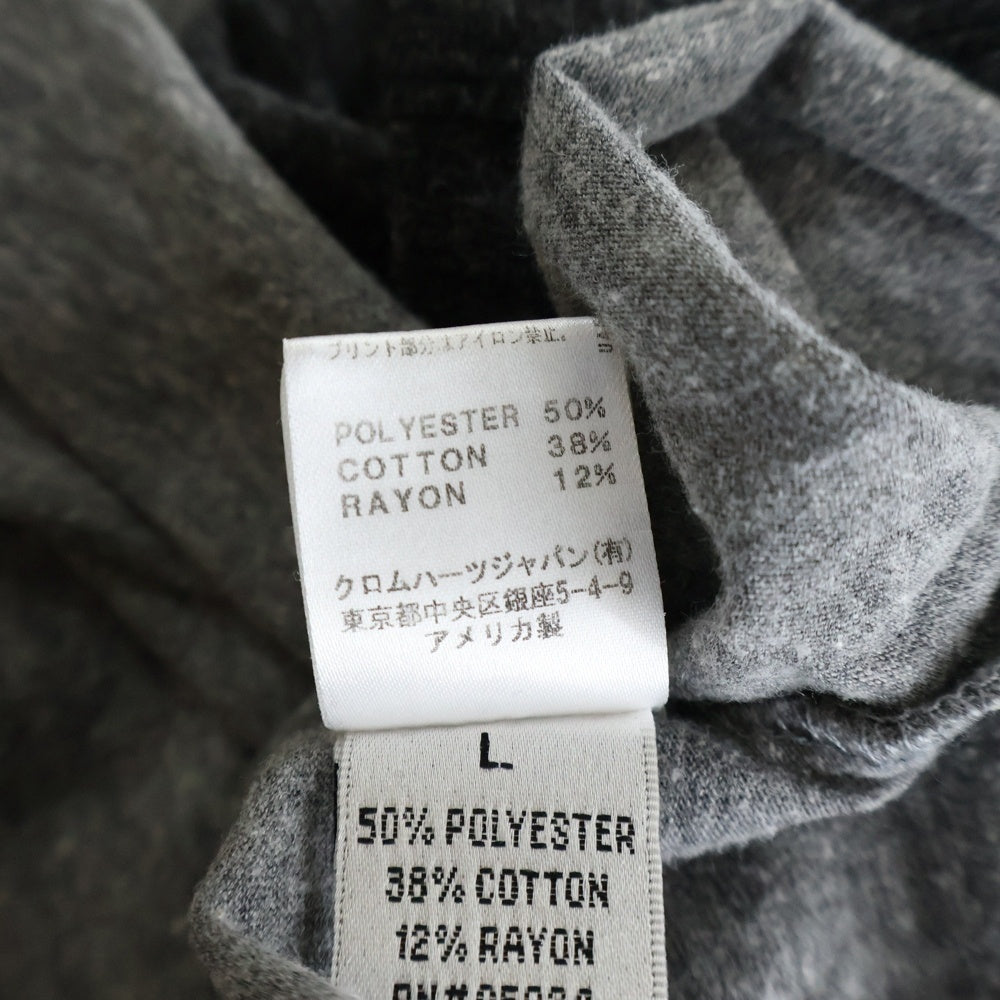 プリント部分はアイロン禁止。
POLYESTER 50%
COTTON 38%
RAYON 12%
クロムハーツジャパン(有)
東京都中央区銀座5-4-9
アメリカ製
L
50% POLYESTER
38% COTTON
12% RAYON